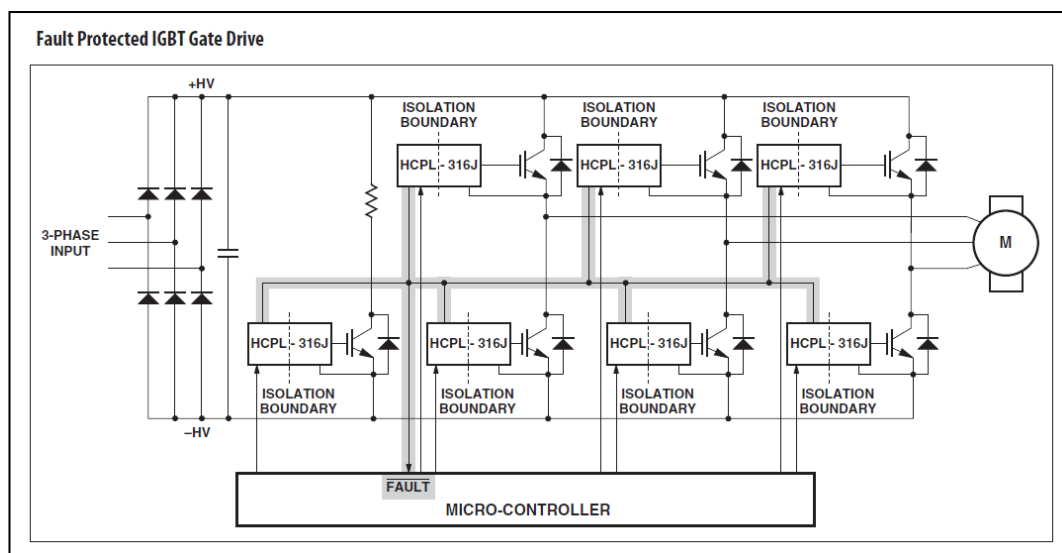 Fault Protected IGBT Gate Drive
+HV
ISOLATION
BOUNDARY
ISOLATION
BOUNDARY
ISOLATION
BOUNDARY
HCPL - 316J
HCPL - 316J
HCPL - 316J
3-PHASE
INPUT
M
HCPL - 316J
HCPL - 316J
HCPL - 316J
HCPL - 316J
ISOLATION
BOUNDARY
ISOLATION
BOUNDARY
ISOLATION
BOUNDARY
ISOLATION
BOUNDARY
–HV
FAULT
MICRO-CONTROLLER